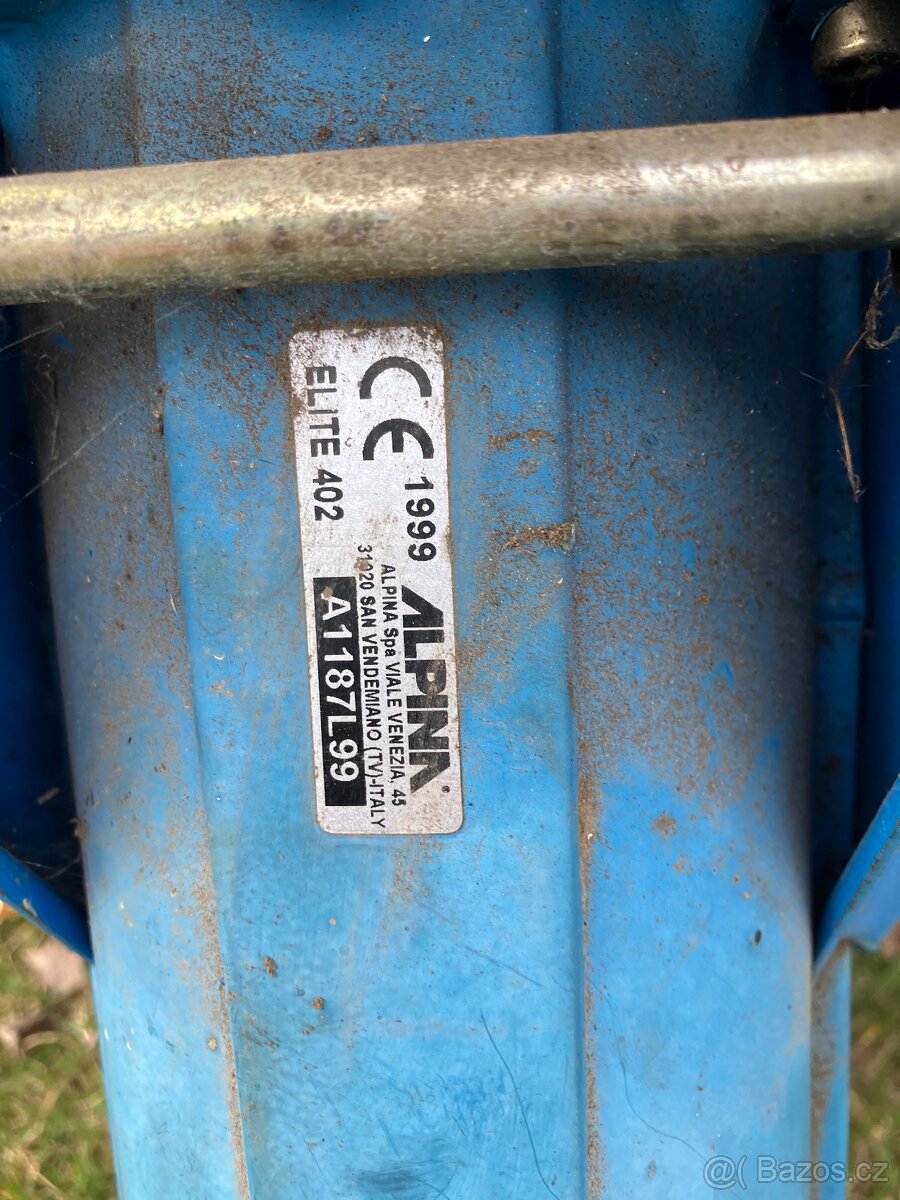 CE 1999 ALPINA®
ALPINA Spa VIALE VENEZIA, 45
31020 SAN VENDEMIANO (TV)-ITALY
ELITE 402 A1187L99
@ Bazos.cz